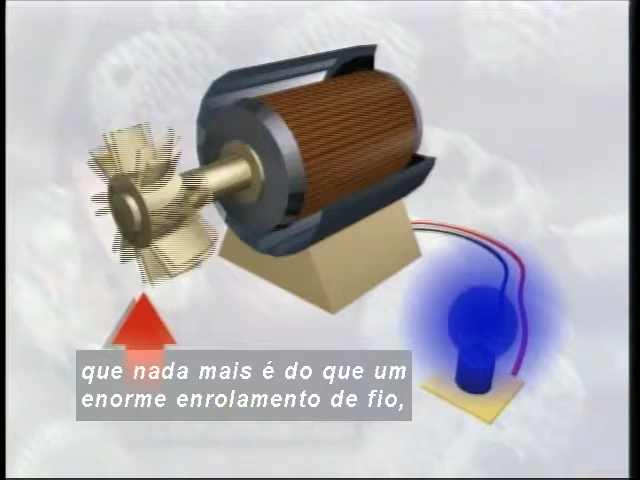 que nada mais é do que um
enorme enrolamento de fio,